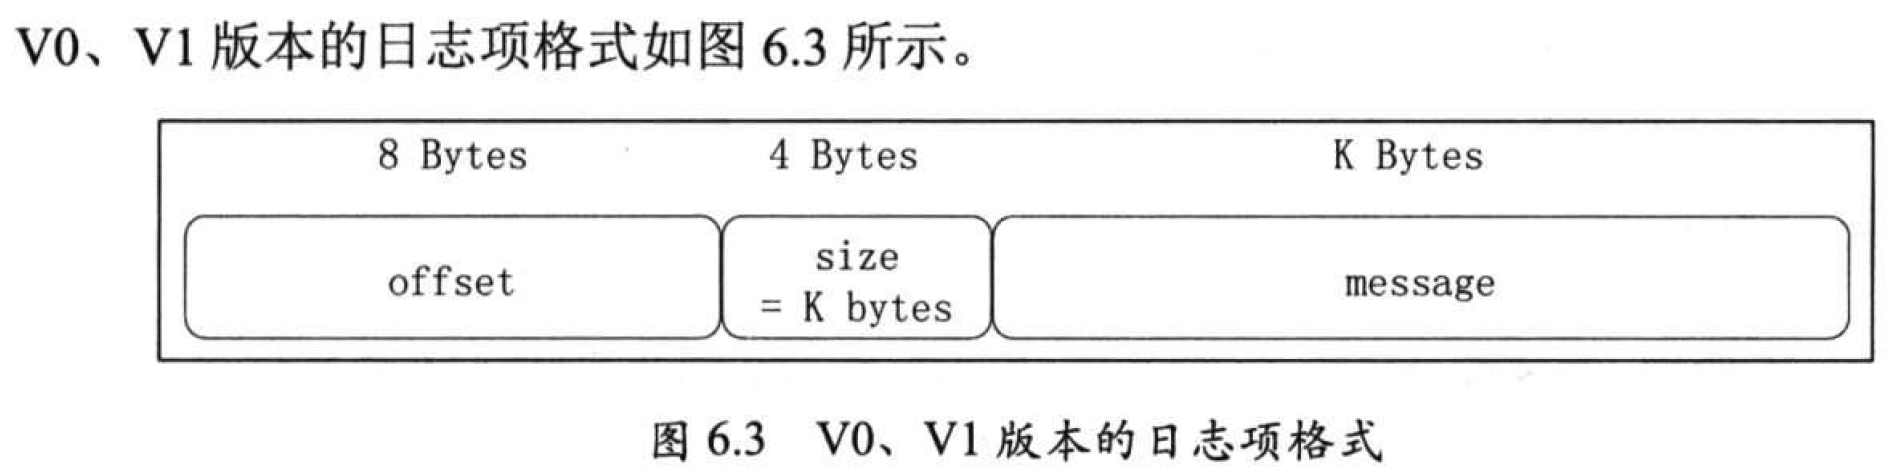 V0、V1 版本的日志项格式如图 6.3 所示。
8 Bytes 4 Bytes K Bytes
offset
size
= K bytes
message
图 6.3 V0、V1 版本的日志项格式